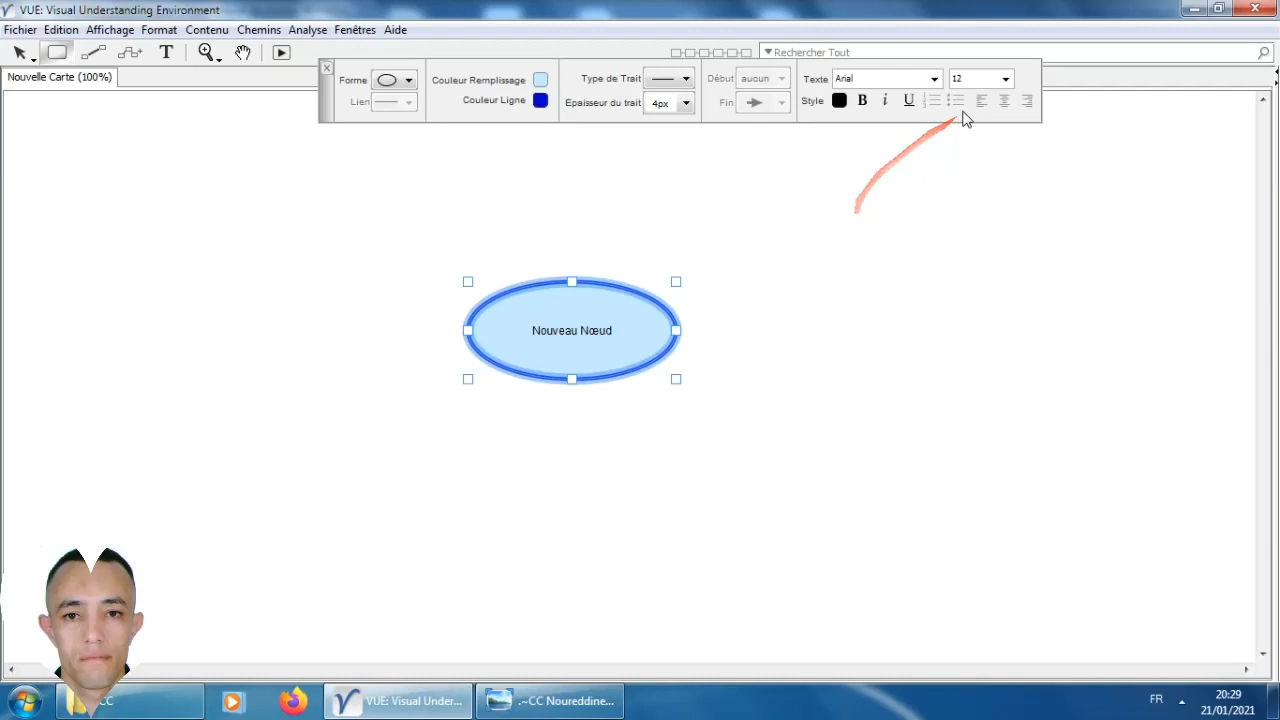 VUE: Visual Understanding Environment
Fichier Edition Affichage Format Contenu Chemins Analyse Fenêtres Aide
T Rechercher Tout
Nouvelle Carte (100%)
Forme Couleur Remplissage Type de Trait Début aucun Texte Arial 12
Lien Couleur Ligne Epaisseur du trait 4px Fin Style B i U
Nouveau Nœud
CC VUE: Visual Under... .~CC Noureddine... FR 20:29
21/01/2021